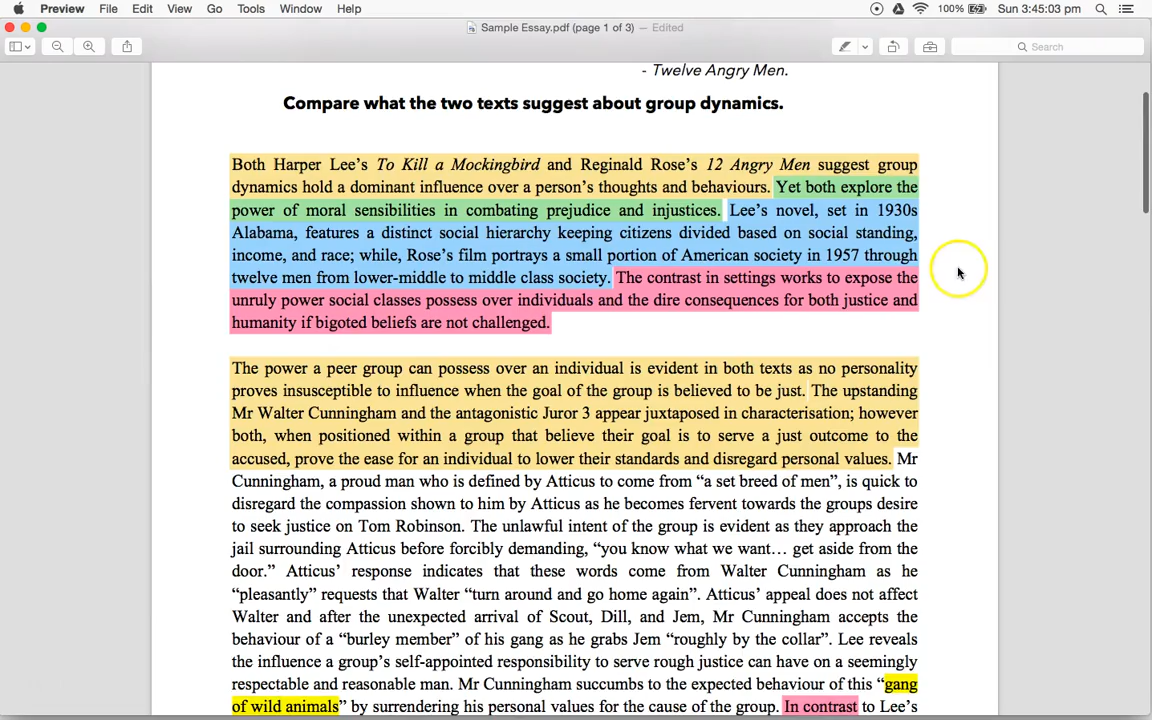 Preview File Edit View Go Tools Window Help 100% Sun 3:45:03 pm
Sample Essay.pdf (page 1 of 3) — Edited
Search
- Twelve Angry Men.
Compare what the two texts suggest about group dynamics.
Both Harper Lee’s To Kill a Mockingbird and Reginald Rose’s 12 Angry Men suggest group
dynamics hold a dominant influence over a person’s thoughts and behaviours. Yet both explore the
power of moral sensibilities in combating prejudice and injustices. Lee’s novel, set in 1930s
Alabama, features a distinct social hierarchy keeping citizens divided based on social standing,
income, and race; while, Rose’s film portrays a small portion of American society in 1957 through
twelve men from lower-middle to middle class society. The contrast in settings works to expose the
unruly power social classes possess over individuals and the dire consequences for both justice and
humanity if bigoted beliefs are not challenged.
The power a peer group can possess over an individual is evident in both texts as no personality
proves insusceptible to influence when the goal of the group is believed to be just. The upstanding
Mr Walter Cunningham and the antagonistic Juror 3 appear juxtaposed in characterisation; however
both, when positioned within a group that believe their goal is to serve a just outcome to the
accused, prove the ease for an individual to lower their standards and disregard personal values. Mr
Cunningham, a proud man who is defined by Atticus to come from “a set breed of men”, is quick to
disregard the compassion shown to him by Atticus as he becomes fervent towards the groups desire
to seek justice on Tom Robinson. The unlawful intent of the group is evident as they approach the
jail surrounding Atticus before forcibly demanding, “you know what we want… get aside from the
door.” Atticus’ response indicates that these words come from Walter Cunningham as he
“pleasantly” requests that Walter “turn around and go home again”. Atticus’ appeal does not affect
Walter and after the unexpected arrival of Scout, Dill, and Jem, Mr Cunningham accepts the
behaviour of a “burley member” of his gang as he grabs Jem “roughly by the collar”. Lee reveals
the influence a group’s self-appointed responsibility to serve rough justice can have on a seemingly
respectable and reasonable man. Mr Cunningham succumbs to the expected behaviour of this “gang
of wild animals” by surrendering his personal values for the cause of the group. In contrast to Lee’s